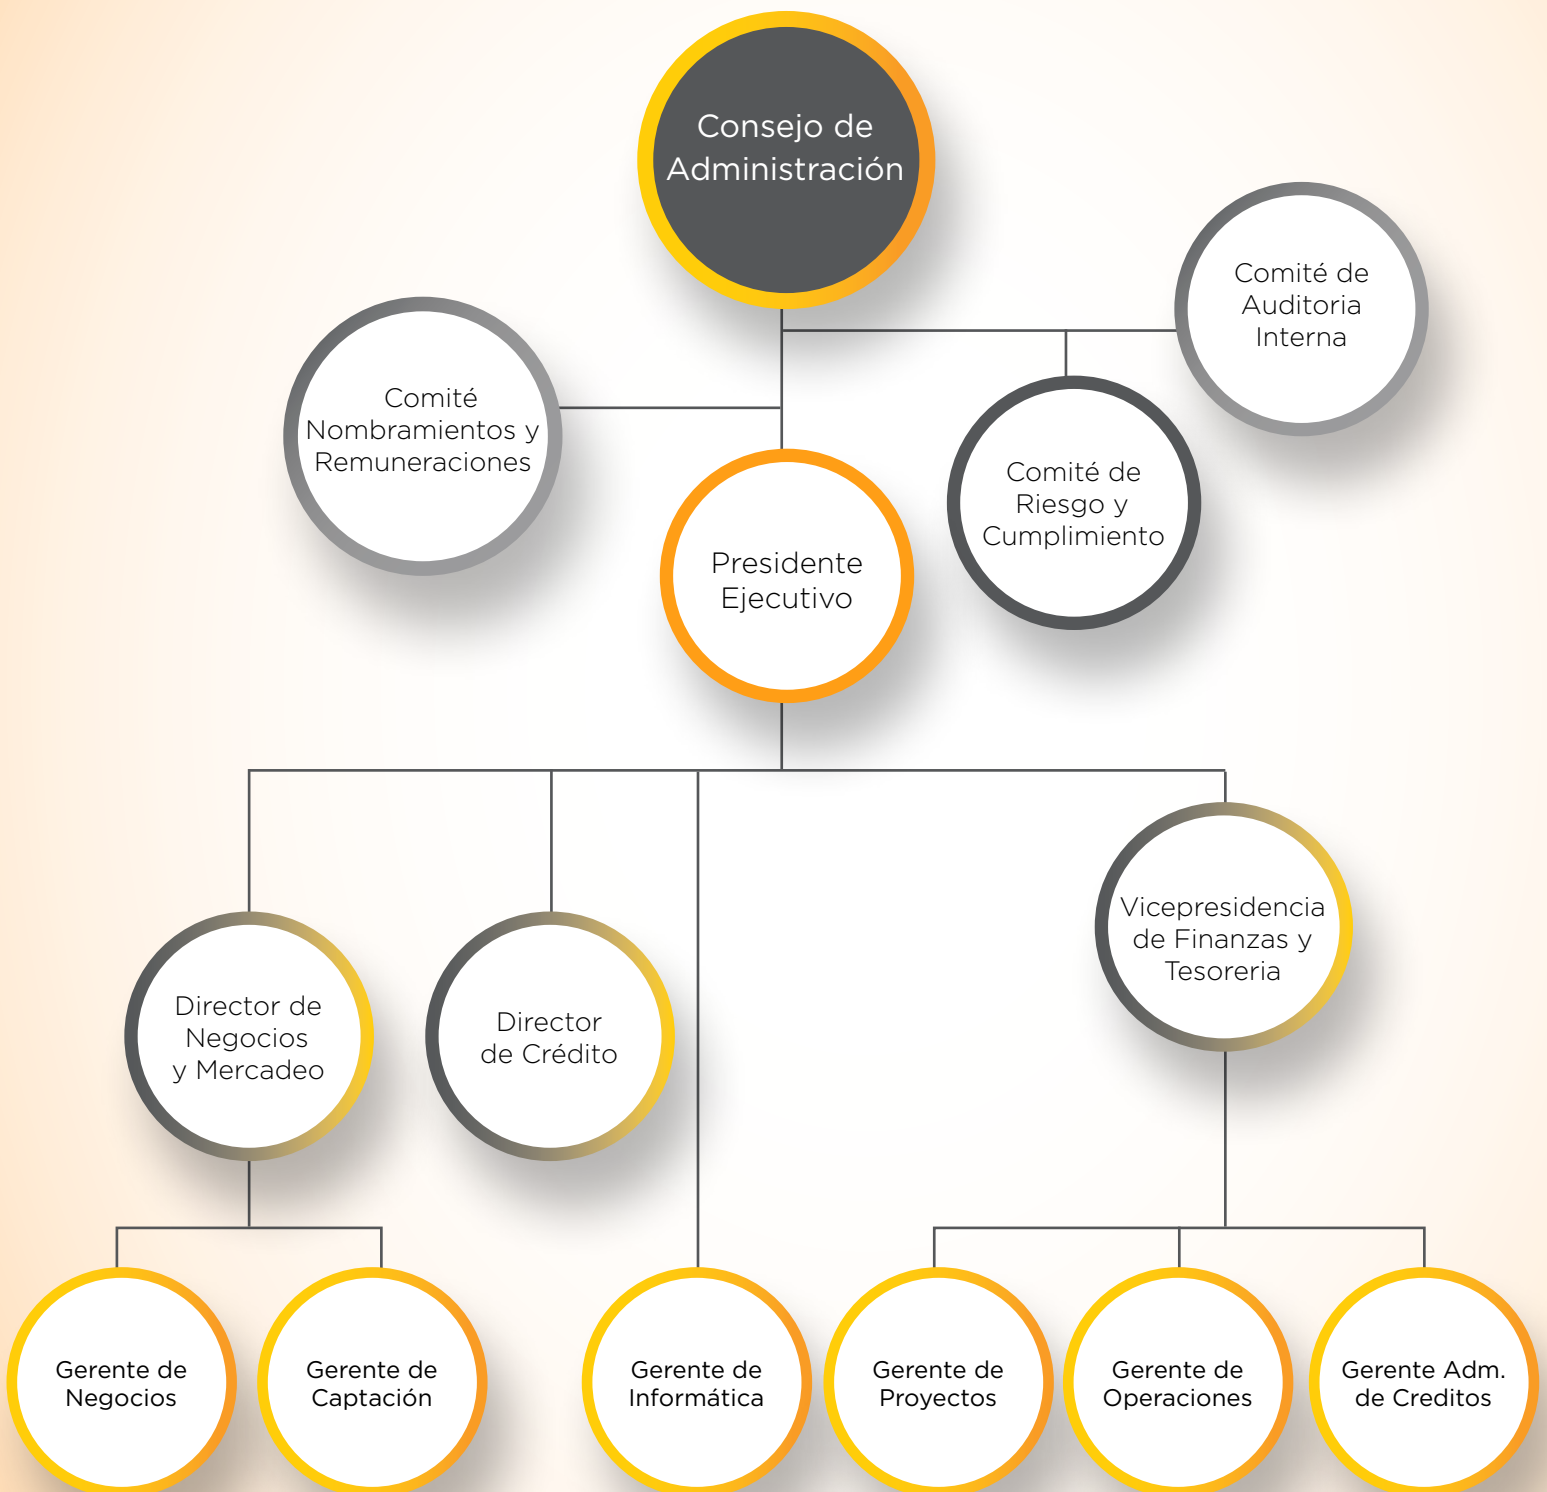 Consejo de
Administración
Comité de
Auditoria
Interna
Comité
Nombramientos y
Remuneraciones
Comité de
Riesgo y
Cumplimiento
Presidente
Ejecutivo
Vicepresidencia
de Finanzas y
Tesoreria
Director de
Negocios
y Mercadeo
Director
de Crédito
Gerente de
Negocios
Gerente de
Captación
Gerente de
Informática
Gerente de
Proyectos
Gerente de
Operaciones
Gerente Adm.
de Creditos